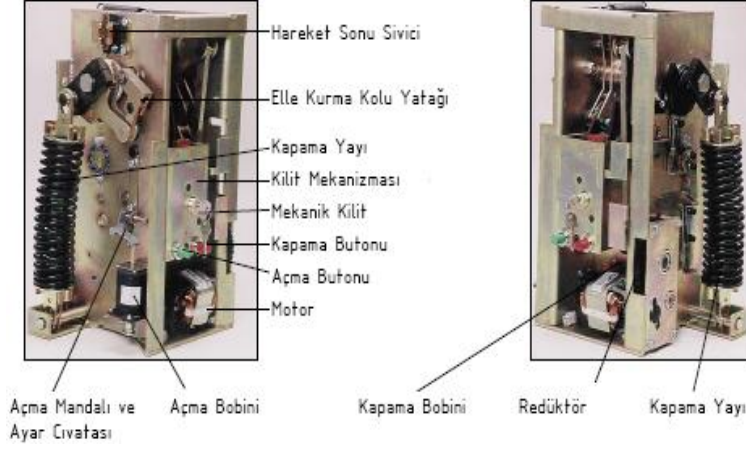 Hareket Sonu Sivici
Elle Kurma Kolu Yatağı
Kapama Yayı
Kilit Mekanizması
Mekanik Kilit
Kapama Butonu
Açma Butonu
Motor
Açma Mandalı ve
Ayar Cıvatası
Açma Bobini
Kapama Bobini
Redüktör
Kapama Yayı